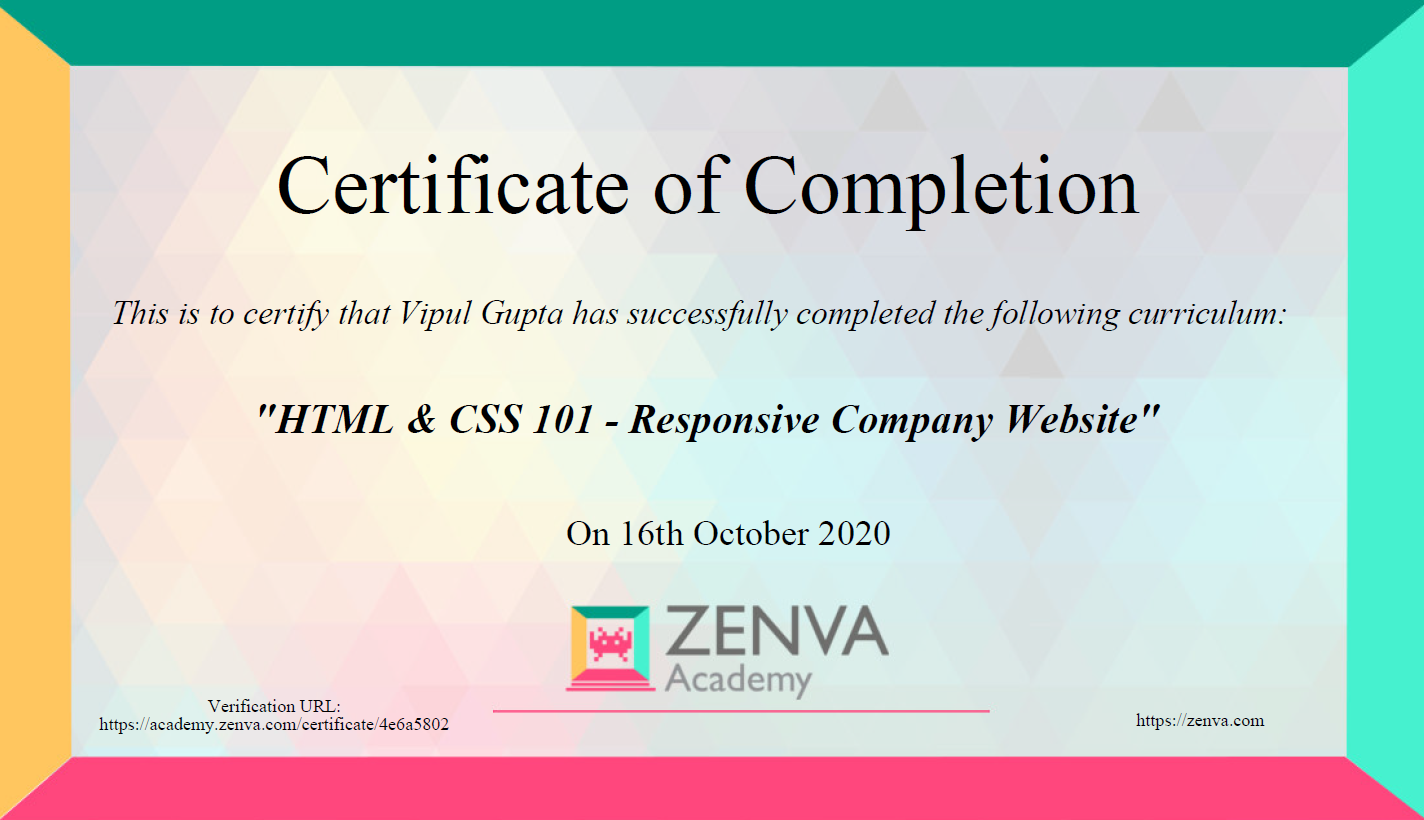 Certificate of Completion
This is to certify that Vipul Gupta has successfully completed the following curriculum:
"HTML & CSS 101 - Responsive Company Website"
On 16th October 2020
ZENVA
Academy
Verification URL:
https://academy.zenva.com/certificate/4e6a5802
https://zenva.com